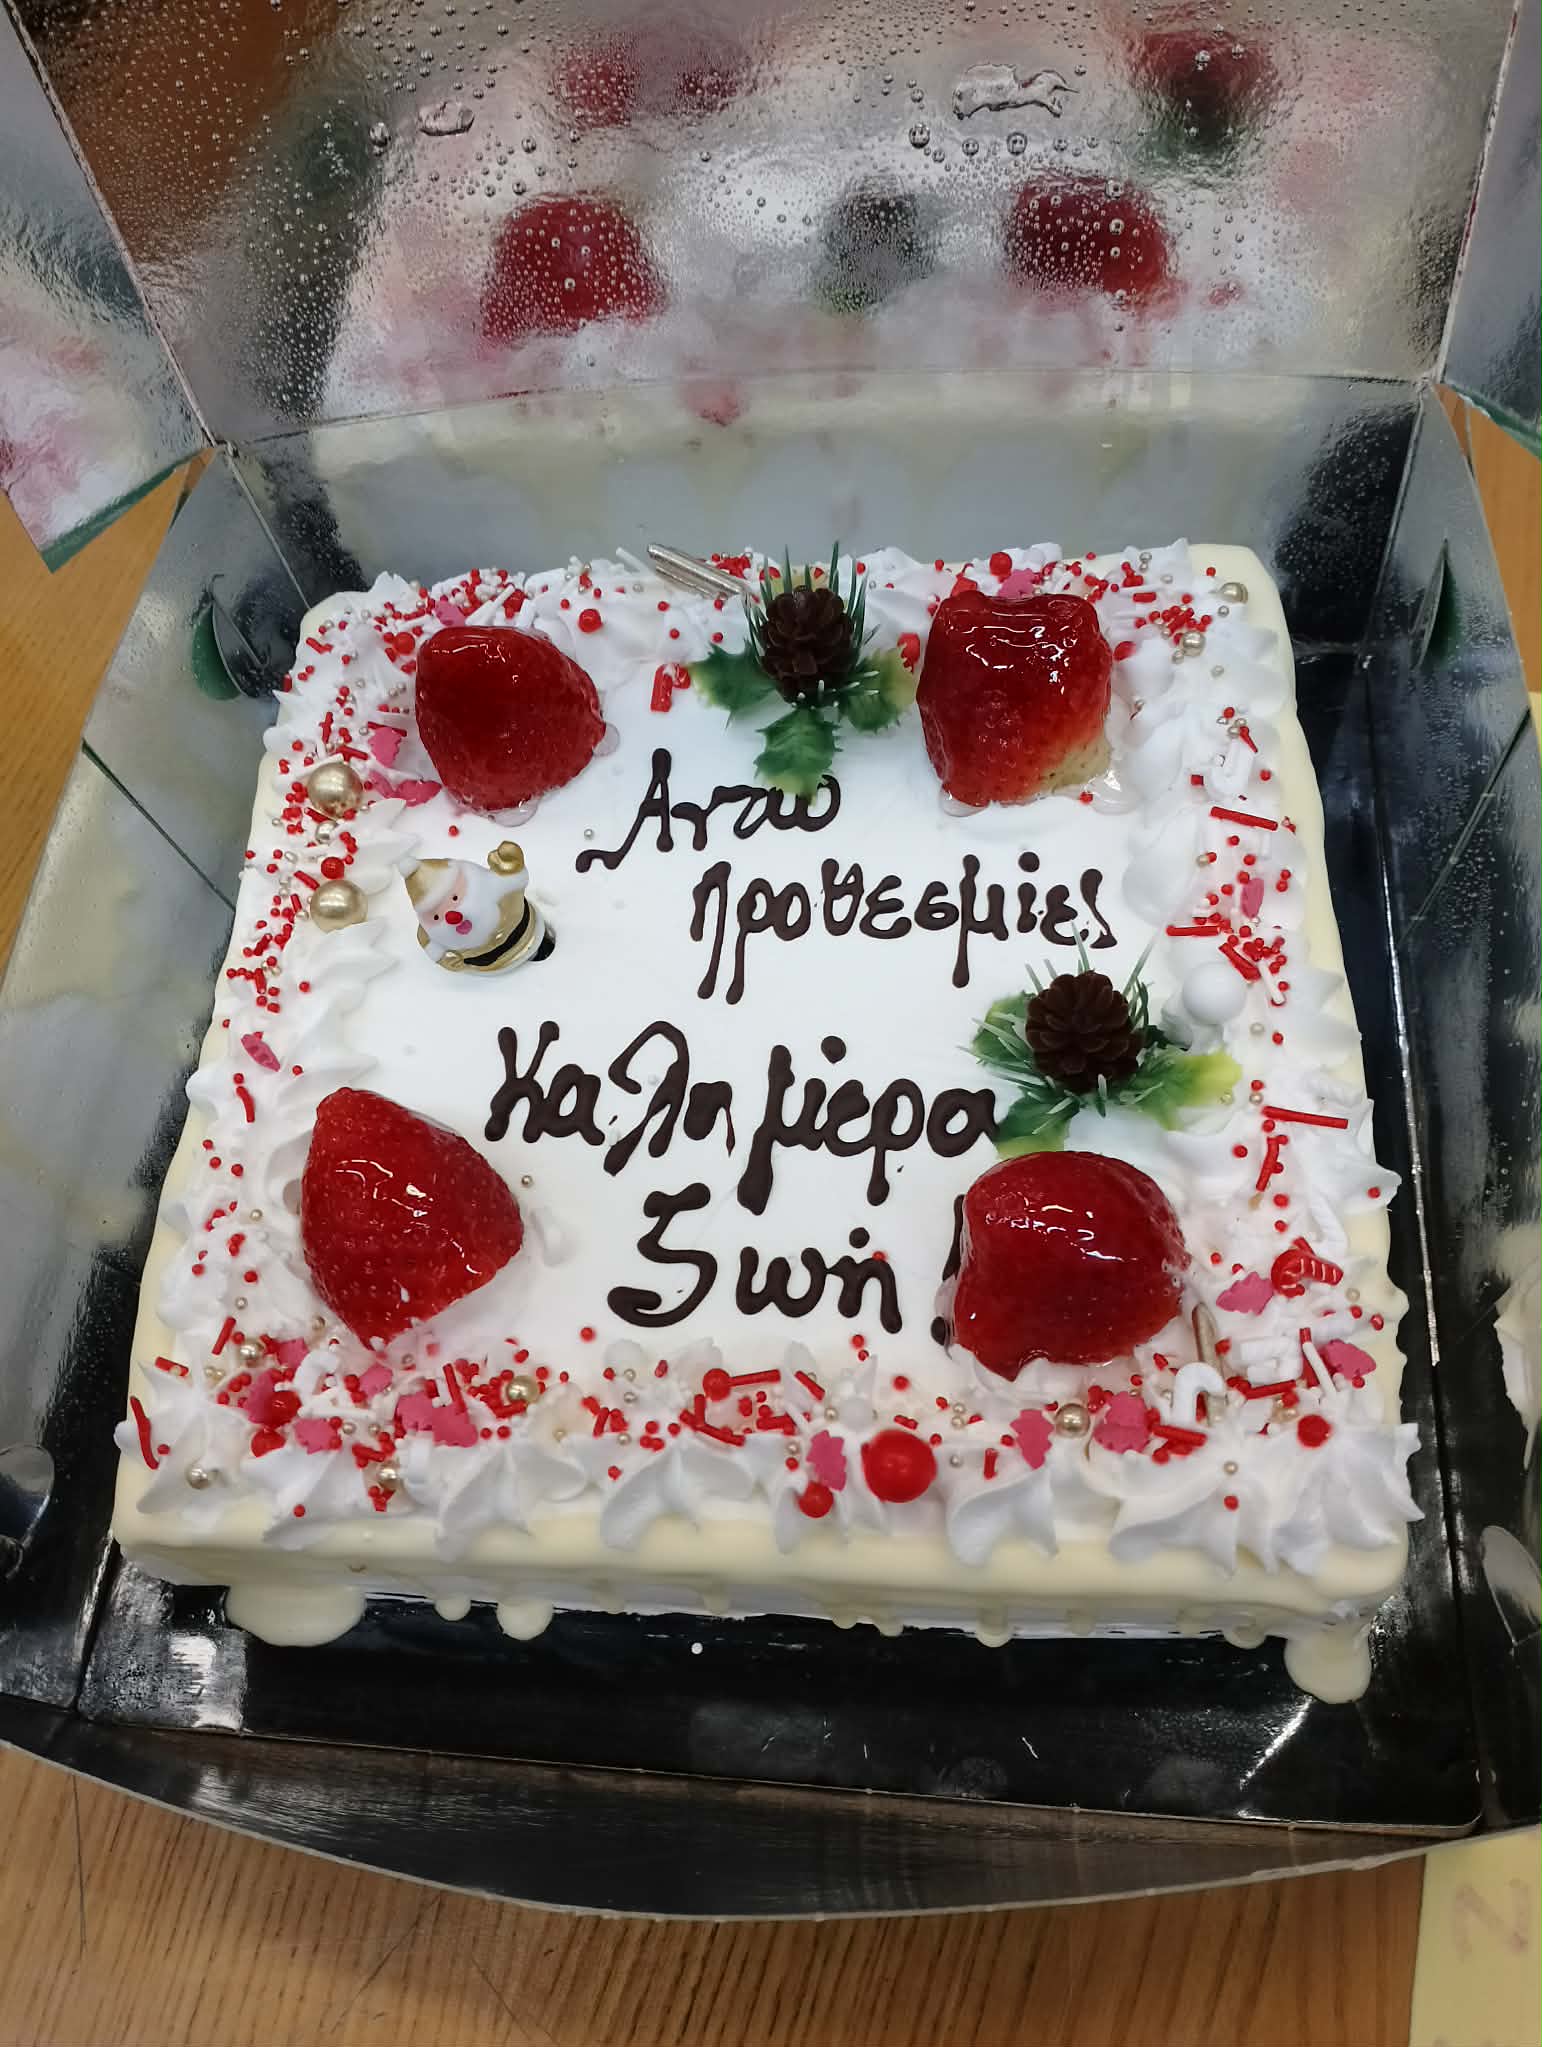 Αντίο
προθεσμίες
Καλημέρα
ζωή !